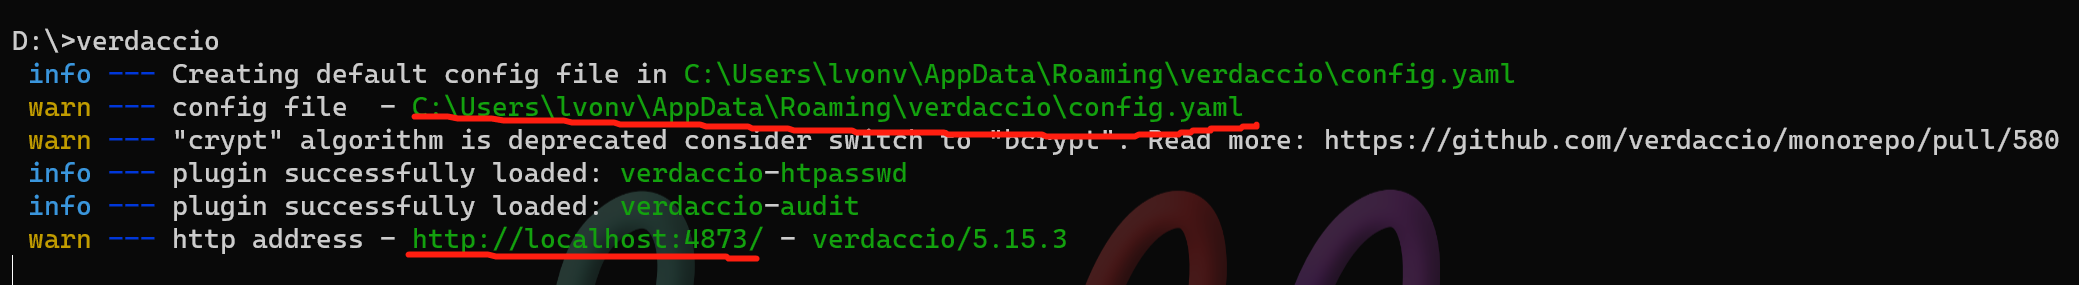 D:\>verdaccio
info --- Creating default config file in C:\Users\lvonv\AppData\Roaming\verdaccio\config.yaml
warn --- config file  - C:\Users\lvonv\AppData\Roaming\verdaccio\config.yaml
warn --- "crypt" algorithm is deprecated consider switch to "bcrypt". Read more: https://github.com/verdaccio/monorepo/pull/580
info --- plugin successfully loaded: verdaccio-htpasswd
info --- plugin successfully loaded: verdaccio-audit
warn --- http address - http://localhost:4873/ - verdaccio/5.15.3